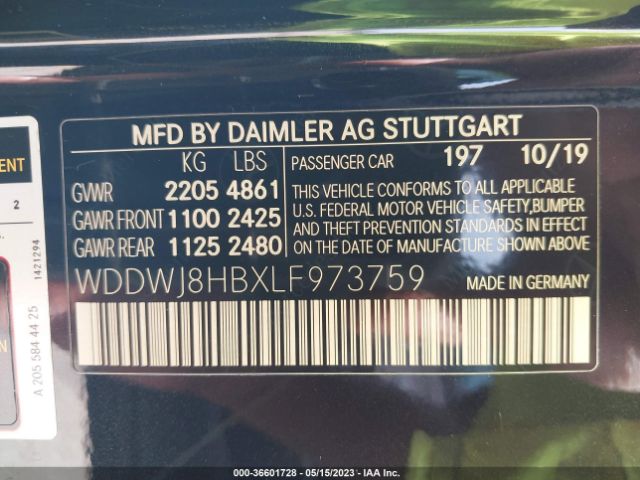 MFD BY DAIMLER AG STUTTGART
KG LBS
GVWR 2205 4861
GAWR FRONT 1100 2425
GAWR REAR 1125 2480
PASSENGER CAR 197 10/19
THIS VEHICLE CONFORMS TO ALL APPLICABLE
U.S. FEDERAL MOTOR VEHICLE SAFETY,BUMPER
AND THEFT PREVENTION STANDARDS IN EFFECT
ON THE DATE OF MANUFACTURE SHOWN ABOVE.
WDDWJ8HBXLF973759
MADE IN GERMANY
2
1421294
A 205 584 44 25
000-36601728 - 05/15/2023 - IAA Inc.